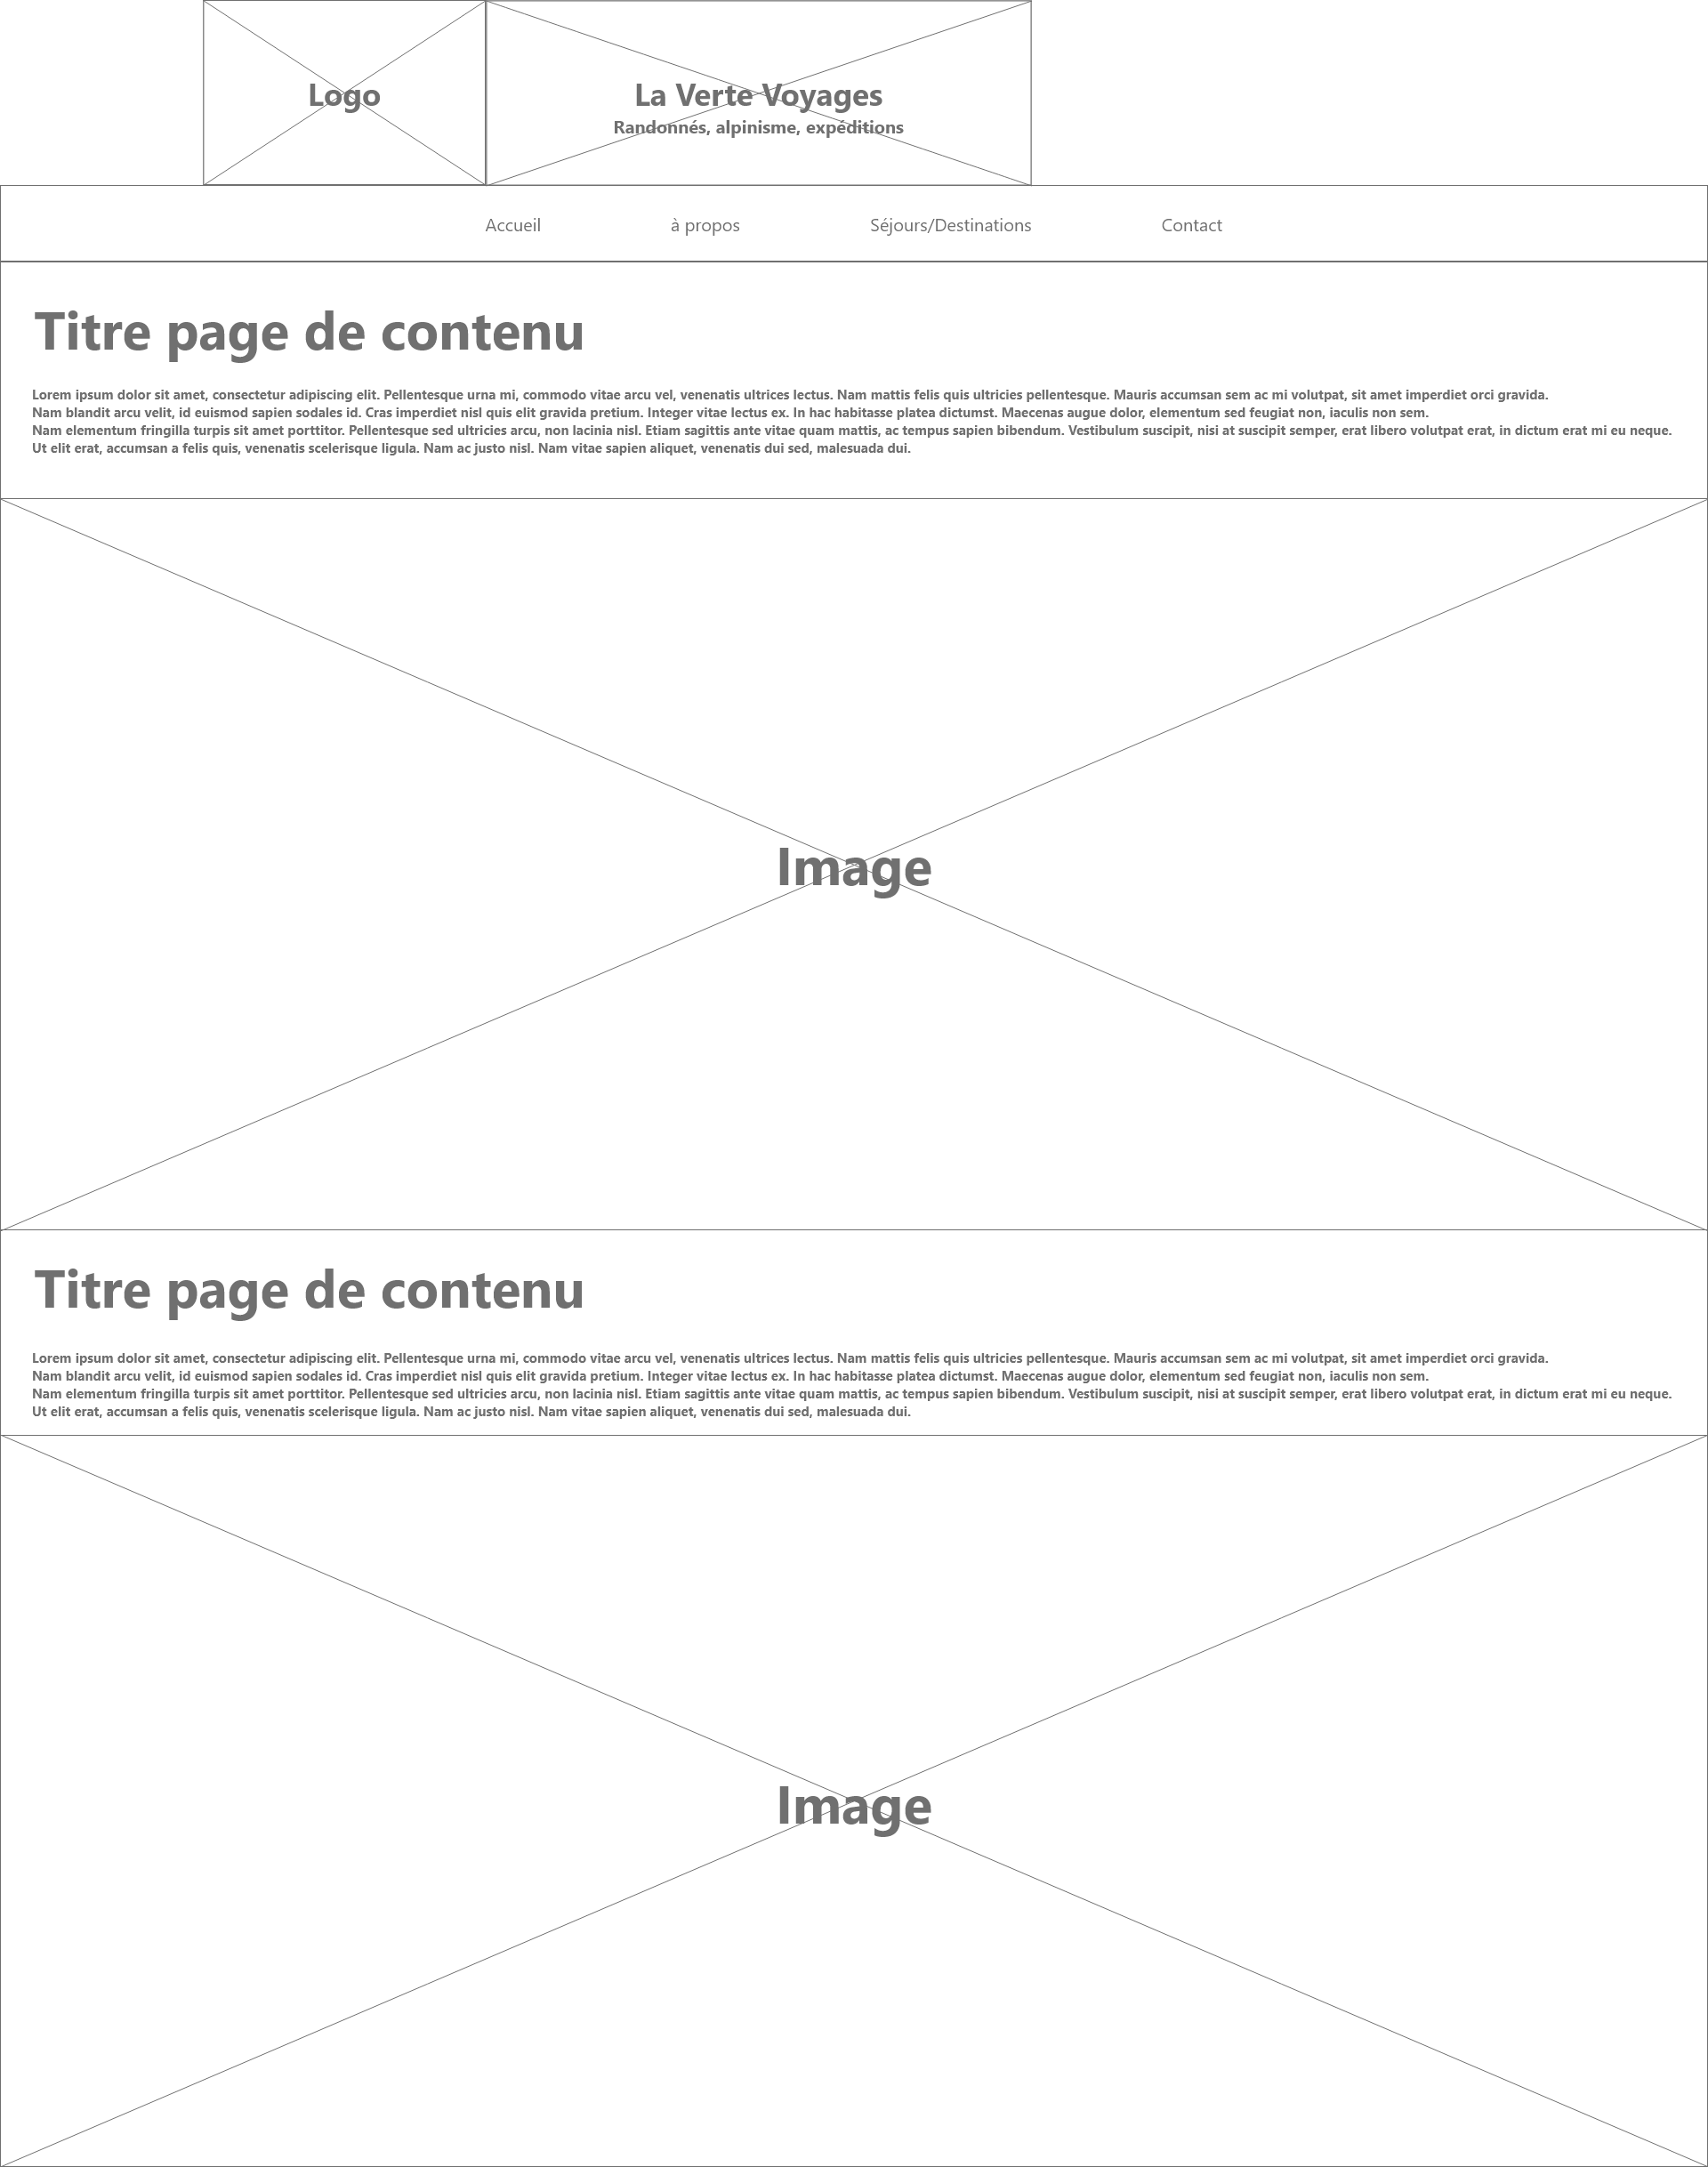 Logo
La Verte Voyages
Randonnés, alpinisme, expéditions
Accueil à propos Séjours/Destinations Contact
Titre page de contenu
Lorem ipsum dolor sit amet, consectetur adipiscing elit. Pellentesque urna mi, commodo vitae arcu vel, venenatis ultrices lectus. Nam mattis felis quis ultricies pellentesque. Mauris accumsan sem ac mi volutpat, sit amet imperdiet orci gravida.
Nam blandit arcu velit, id euismod sapien sodales id. Cras imperdiet nisl quis elit gravida pretium. Integer vitae lectus ex. In hac habitasse platea dictumst. Maecenas augue dolor, elementum sed feugiat non, iaculis non sem.
Nam elementum fringilla turpis sit amet porttitor. Pellentesque sed ultricies arcu, non lacinia nisl. Etiam sagittis ante vitae quam mattis, ac tempus sapien bibendum. Vestibulum suscipit, nisi at suscipit semper, erat libero volutpat erat, in dictum erat mi eu neque.
Ut elit erat, accumsan a felis quis, venenatis scelerisque ligula. Nam ac justo nisl. Nam vitae sapien aliquet, venenatis dui sed, malesuada dui.
Image
Titre page de contenu
Lorem ipsum dolor sit amet, consectetur adipiscing elit. Pellentesque urna mi, commodo vitae arcu vel, venenatis ultrices lectus. Nam mattis felis quis ultricies pellentesque. Mauris accumsan sem ac mi volutpat, sit amet imperdiet orci gravida.
Nam blandit arcu velit, id euismod sapien sodales id. Cras imperdiet nisl quis elit gravida pretium. Integer vitae lectus ex. In hac habitasse platea dictumst. Maecenas augue dolor, elementum sed feugiat non, iaculis non sem.
Nam elementum fringilla turpis sit amet porttitor. Pellentesque sed ultricies arcu, non lacinia nisl. Etiam sagittis ante vitae quam mattis, ac tempus sapien bibendum. Vestibulum suscipit, nisi at suscipit semper, erat libero volutpat erat, in dictum erat mi eu neque.
Ut elit erat, accumsan a felis quis, venenatis scelerisque ligula. Nam ac justo nisl. Nam vitae sapien aliquet, venenatis dui sed, malesuada dui.
Image